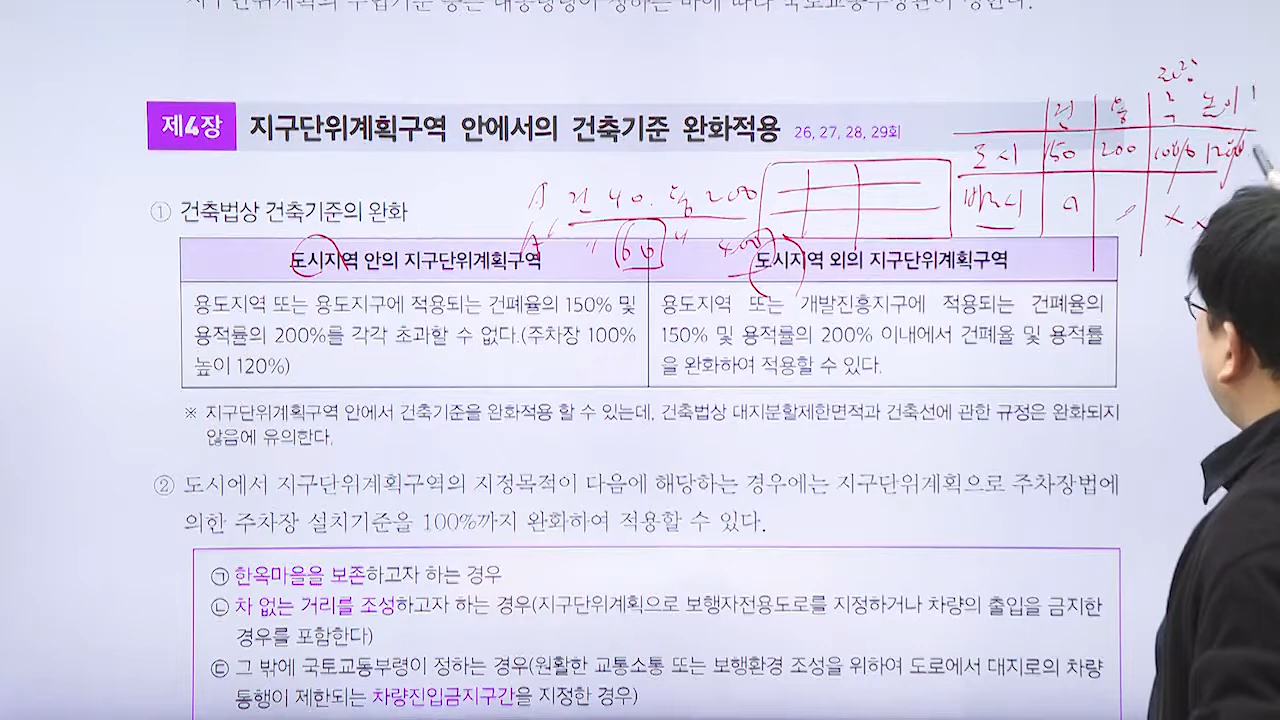 제4장 지구단위계획구역 안에서의 건축기준 완화적용 26, 27, 28, 29회
건 용 주 높이
도시 150 200 100% 120%
반도시
① 건축법상 건축기준의 완화
A 건 40. 용 200
A' " 60 " 400
도시지역 안의 지구단위계획구역
도시지역 외의 지구단위계획구역
용도지역 또는 용도지구에 적용되는 건폐율의 150% 및
용적률의 200%를 각각 초과할 수 없다.(주차장 100%
높이 120%)
용도지역 또는 개발진흥지구에 적용되는 건폐율의
150% 및 용적률의 200% 이내에서 건폐율 및 용적률
을 완화하여 적용할 수 있다.
※ 지구단위계획구역 안에서 건축기준을 완화적용 할 수 있는데, 건축법상 대지분할제한면적과 건축선에 관한 규정은 완화되지
않음에 유의한다.
② 도시에서 지구단위계획구역의 지정목적이 다음에 해당하는 경우에는 지구단위계획으로 주차장법에
의한 주차장 설치기준을 100%까지 완화하여 적용할 수 있다.
㉠ 한옥마을을 보존하고자 하는 경우
㉡ 차 없는 거리를 조성하고자 하는 경우(지구단위계획으로 보행자전용도로를 지정하거나 차량의 출입을 금지한
경우를 포함한다)
㉢ 그 밖에 국토교통부령이 정하는 경우(원활한 교통소통 또는 보행환경 조성을 위하여 도로에서 대지로의 차량
통행이 제한되는 차량진입금지구간을 지정한 경우)